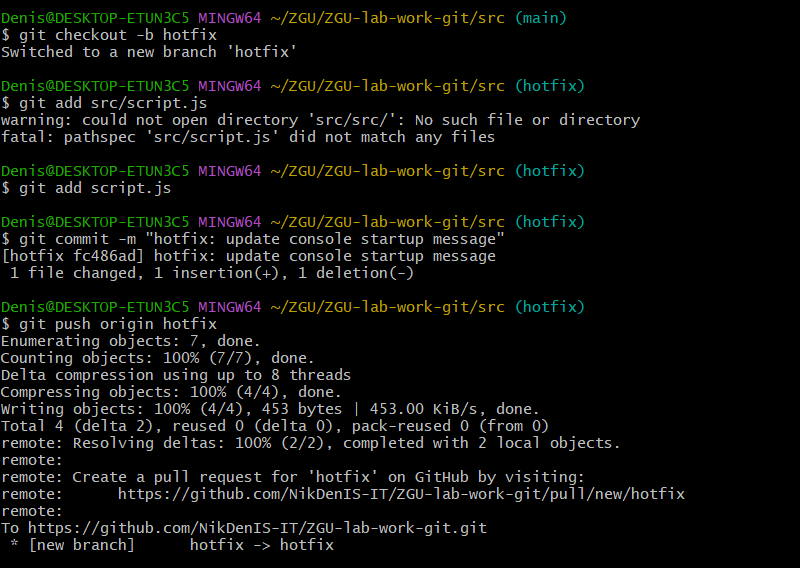 Denis@DESKTOP-ETUN3C5 MINGW64 ~/ZGU/ZGU-lab-work-git/src (main)
$ git checkout -b hotfix
Switched to a new branch 'hotfix'

Denis@DESKTOP-ETUN3C5 MINGW64 ~/ZGU/ZGU-lab-work-git/src (hotfix)
$ git add src/script.js
warning: could not open directory 'src/src/': No such file or directory
fatal: pathspec 'src/script.js' did not match any files

Denis@DESKTOP-ETUN3C5 MINGW64 ~/ZGU/ZGU-lab-work-git/src (hotfix)
$ git add script.js

Denis@DESKTOP-ETUN3C5 MINGW64 ~/ZGU/ZGU-lab-work-git/src (hotfix)
$ git commit -m "hotfix: update console startup message"
[hotfix fc486ad] hotfix: update console startup message
 1 file changed, 1 insertion(+), 1 deletion(-)

Denis@DESKTOP-ETUN3C5 MINGW64 ~/ZGU/ZGU-lab-work-git/src (hotfix)
$ git push origin hotfix
Enumerating objects: 7, done.
Counting objects: 100% (7/7), done.
Delta compression using up to 8 threads
Compressing objects: 100% (4/4), done.
Writing objects: 100% (4/4), 453 bytes | 453.00 KiB/s, done.
Total 4 (delta 2), reused 0 (delta 0), pack-reused 0 (from 0)
remote: Resolving deltas: 100% (2/2), completed with 2 local objects.
remote:
remote: Create a pull request for 'hotfix' on GitHub by visiting:
remote:      https://github.com/NikDenIS-IT/ZGU-lab-work-git/pull/new/hotfix
remote:
To https://github.com/NikDenIS-IT/ZGU-lab-work-git.git
 * [new branch]      hotfix -> hotfix